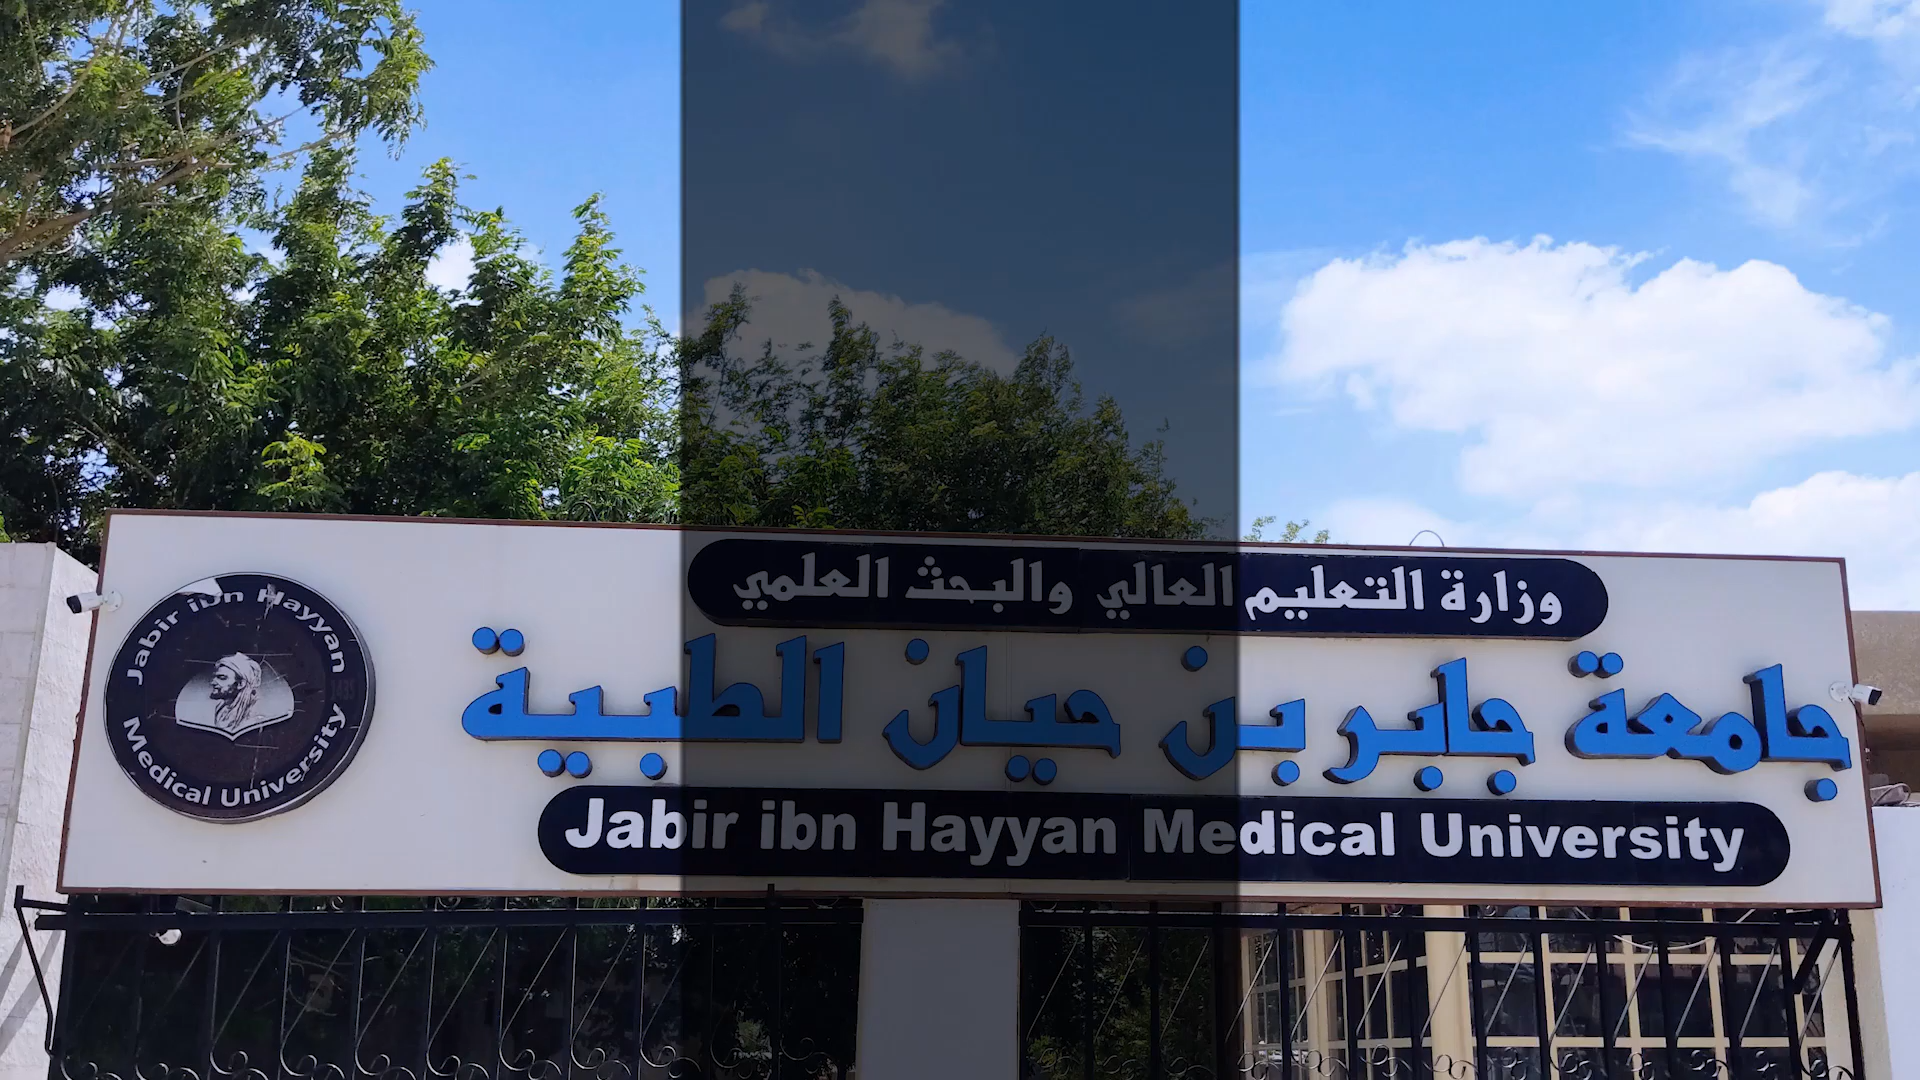 وزارة التعليم العالي والبحث العلمي
جامعة جابر بن حيان الطبية
Jabir ibn Hayyan Medical University
Jabir ibn Hayyan
Medical University